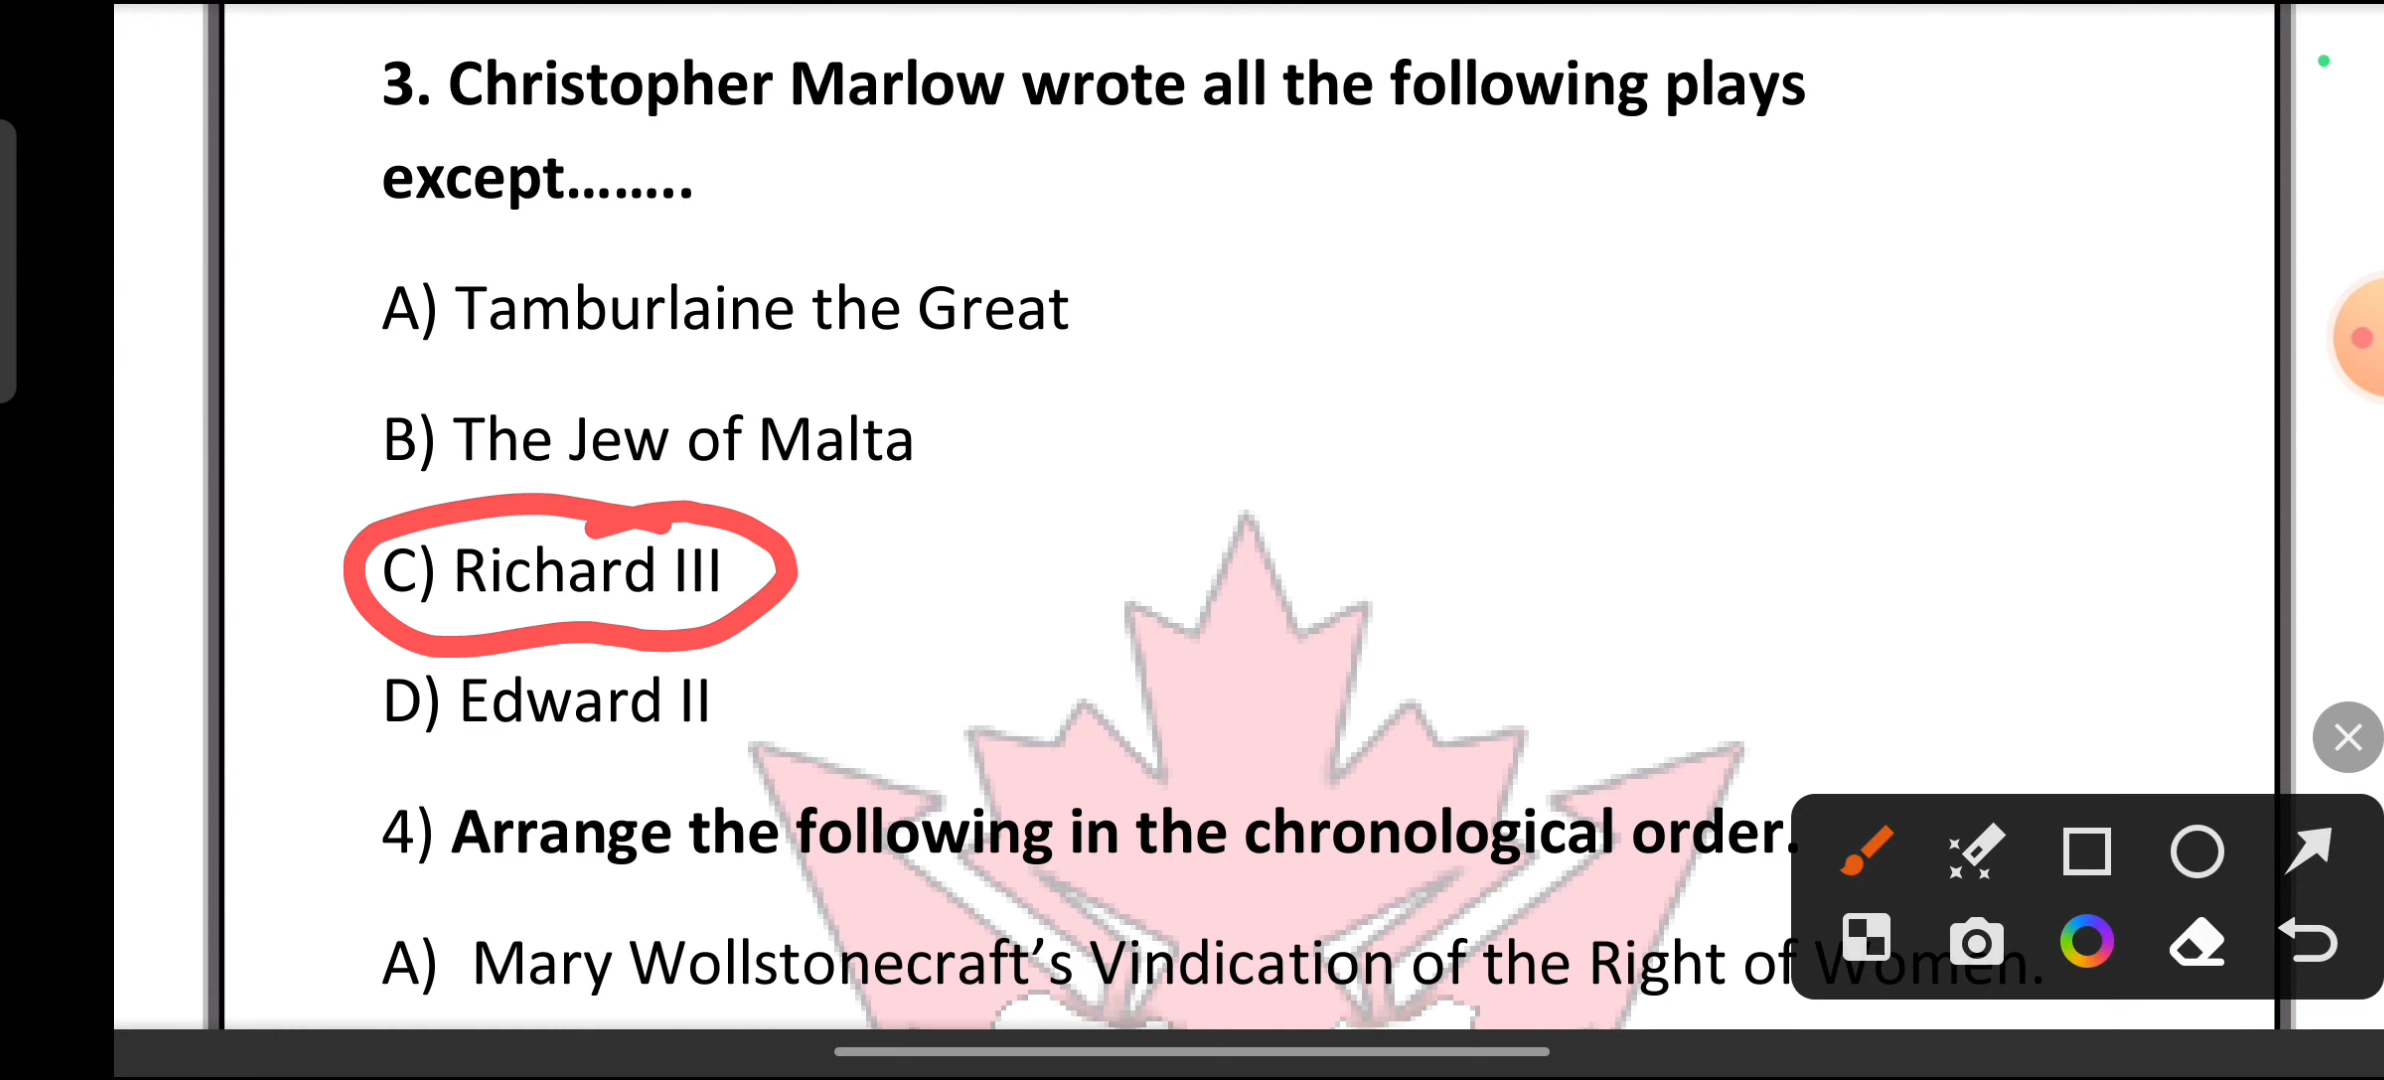 3. Christopher Marlow wrote all the following plays
except........
A) Tamburlaine the Great
B) The Jew of Malta
C) Richard III
D) Edward II
4) Arrange the following in the chronological order.
A) Mary Wollstonecraft’s Vindication of the Right of Women.